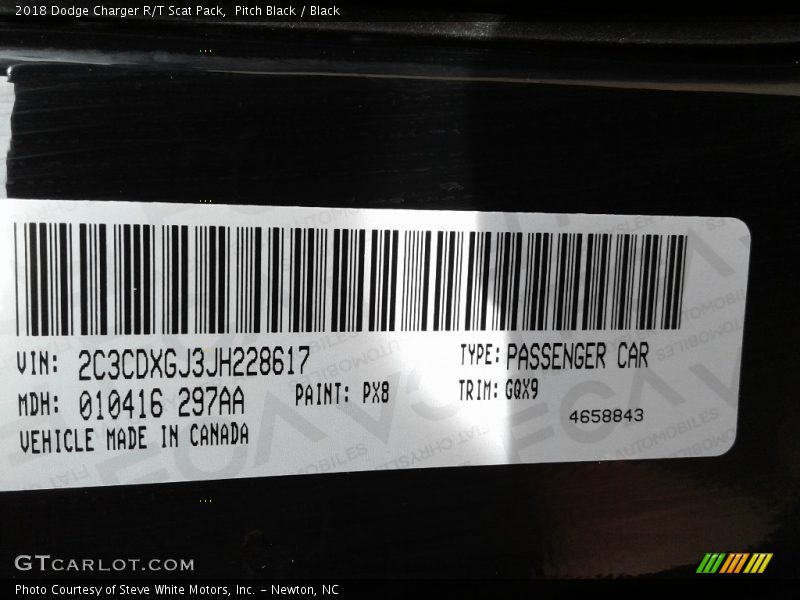 2018 Dodge Charger R/T Scat Pack,  Pitch Black / Black
VIN: 2C3CDXGJ3JH228617
TYPE: PASSENGER CAR
MDH: 010416 297AA
PAINT: PX8
TRIM: GQX9
VEHICLE MADE IN CANADA
4658843
GTCARLOT.COM
Photo Courtesy of Steve White Motors, Inc. – Newton, NC